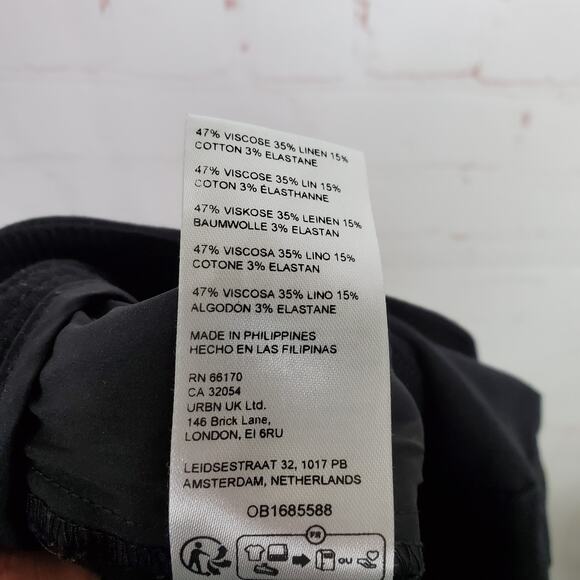 47% VISCOSE 35% LINEN 15%
COTTON 3% ELASTANE
47% VISCOSE 35% LIN 15%
COTON 3% ÉLASTHANNE
47% VISKOSE 35% LEINEN 15%
BAUMWOLLE 3% ELASTAN
47% VISCOSA 35% LINO 15%
COTONE 3% ELASTAN
47% VISCOSA 35% LINO 15%
ALGODÓN 3% ELASTANE
MADE IN PHILIPPINES
HECHO EN LAS FILIPINAS
RN 66170
CA 32054
URBN UK Ltd.
146 Brick Lane,
LONDON, EI 6RU
LEIDSESTRAAT 32, 1017 PB
AMSTERDAM, NETHERLANDS
OB1685588
FR
OU